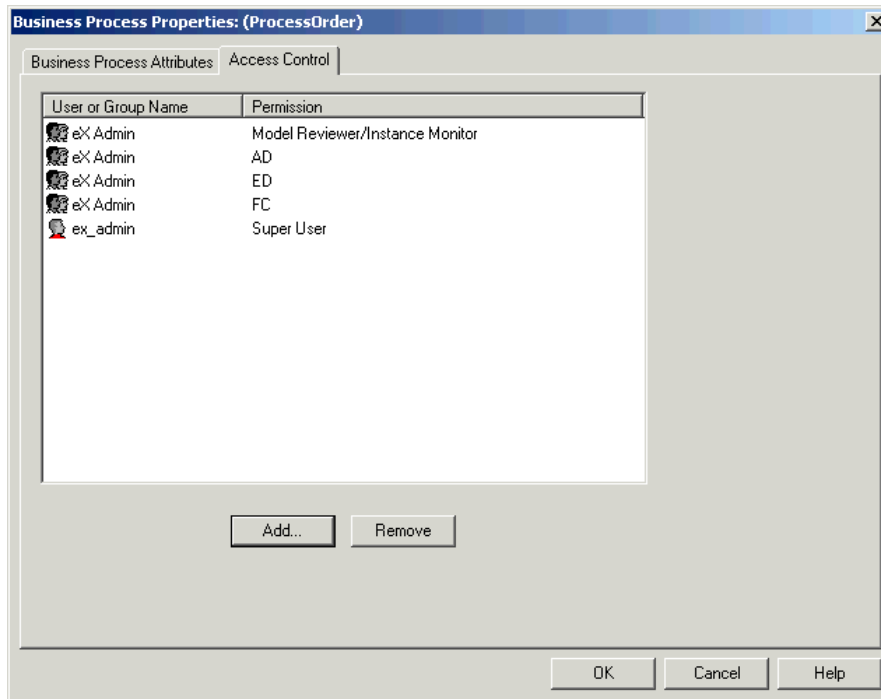 Business Process Properties: (ProcessOrder)
Business Process Attributes Access Control
User or Group Name Permission
eX Admin Model Reviewer/Instance Monitor
eX Admin AD
eX Admin ED
eX Admin FC
ex_admin Super User
Add... Remove
OK Cancel Help